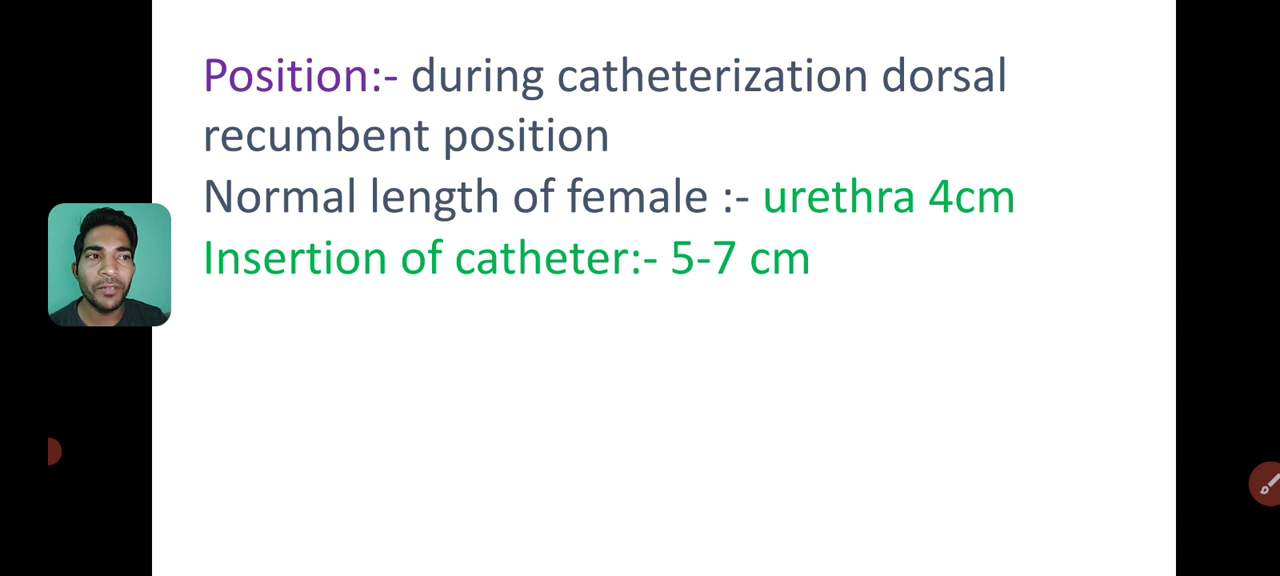 Position:- during catheterization dorsal
recumbent position
Normal length of female :- urethra 4cm
Insertion of catheter:- 5-7 cm